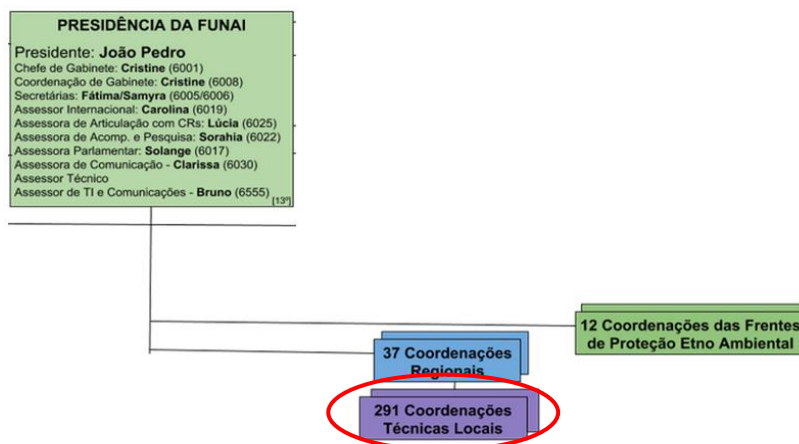 PRESIDÊNCIA DA FUNAI
Presidente: João Pedro
Chefe de Gabinete: Cristine (6001)
Coordenação de Gabinete: Cristine (6008)
Secretárias: Fátima/Samyra (6005/6006)
Assessor Internacional: Carolina (6019)
Assessora de Articulação com CRs: Lúcia (6025)
Assessora de Acomp. e Pesquisa: Sorahia (6022)
Assessora Parlamentar: Solange (6017)
Assessora de Comunicação - Clarissa (6030)
Assessor Técnico
Assessor de TI e Comunicações - Bruno (6555)
[13º]
12 Coordenações das Frentes
de Proteção Etno Ambiental
37 Coordenações
Regionais
291 Coordenações
Técnicas Locais